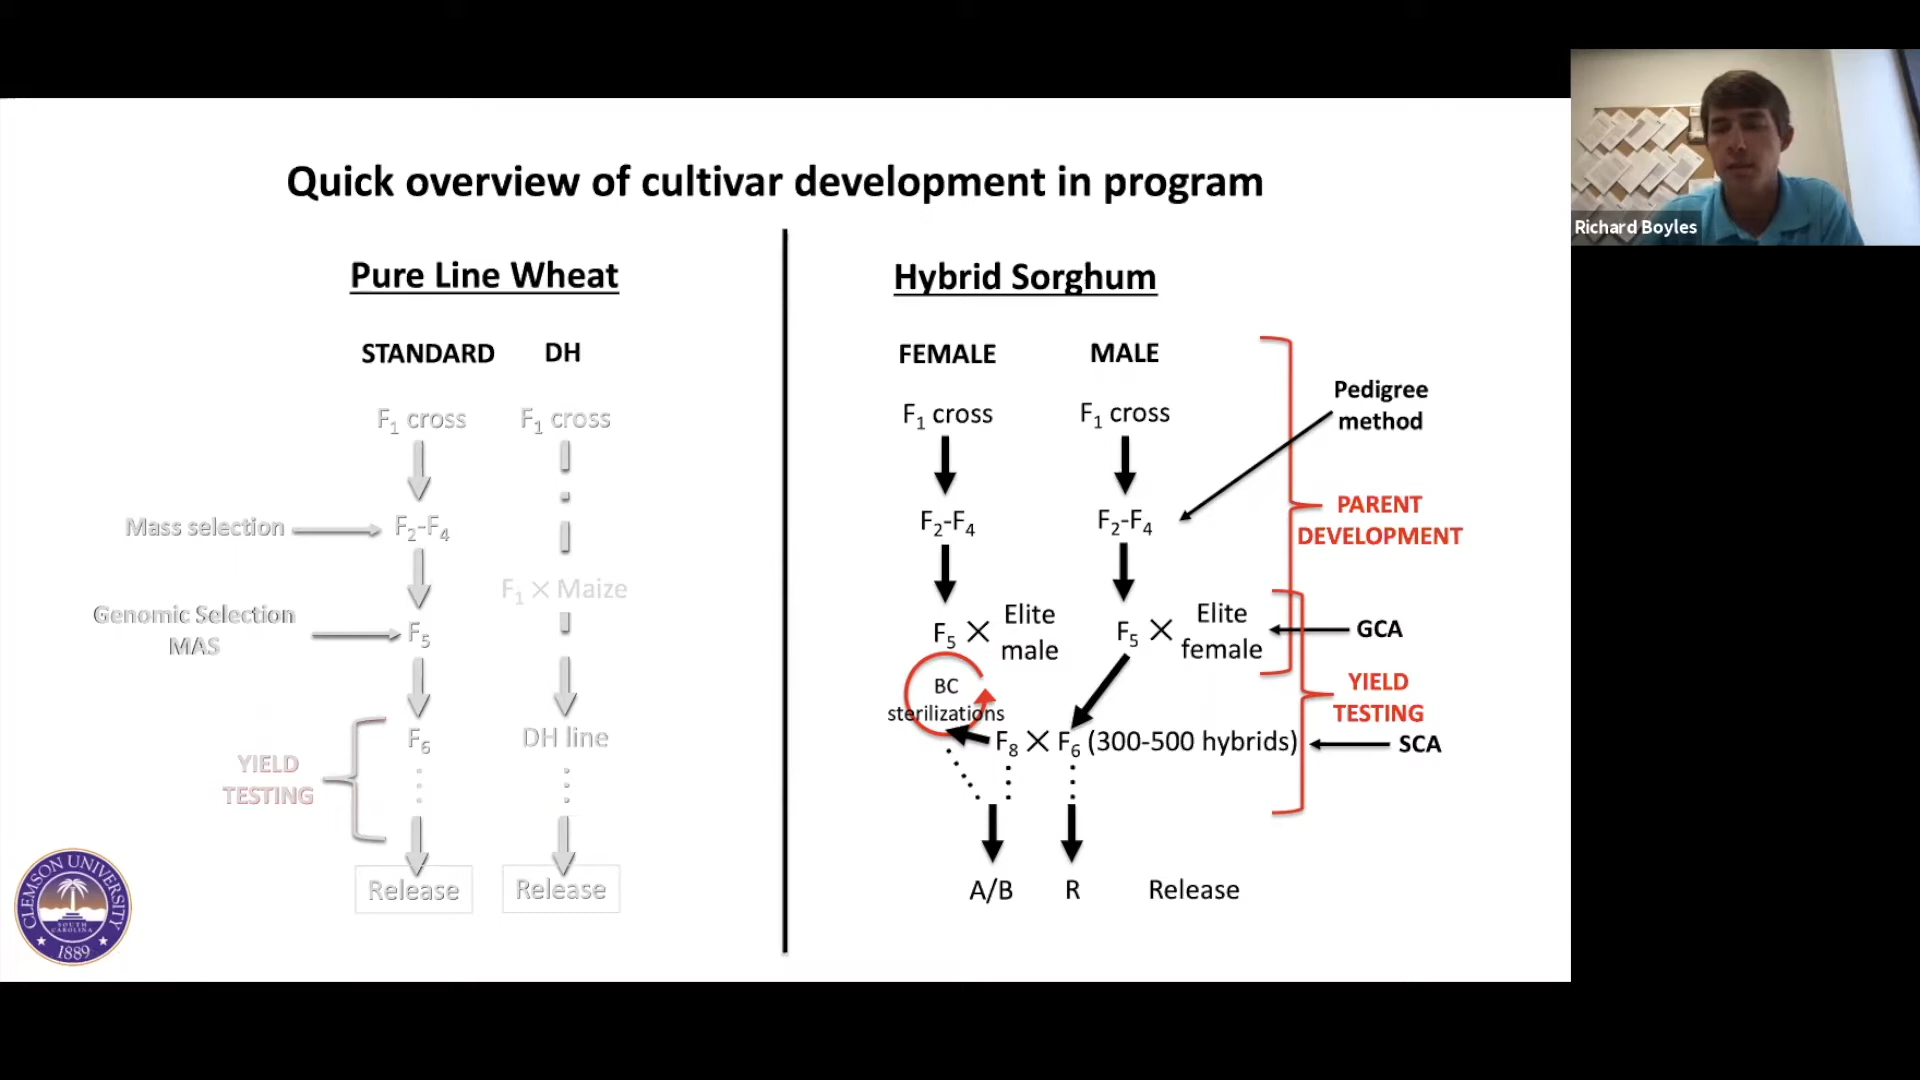 Quick overview of cultivar development in program
Richard Boyles
Pure Line Wheat
STANDARD
DH
F₁ cross
F₁ cross
Mass selection
F₂-F₄
F₁ × Maize
Genomic Selection
MAS
F₅
F₆
DH line
YIELD
TESTING
Release
Release
Hybrid Sorghum
FEMALE
MALE
F₁ cross
F₁ cross
Pedigree
method
F₂-F₄
F₂-F₄
PARENT
DEVELOPMENT
F₅ × Elite
male
F₅ × Elite
female
GCA
BC
sterilizations
YIELD
TESTING
F₈ × F₆ (300-500 hybrids)
SCA
A/B
R
Release
CLEMSON UNIVERSITY
SOUTH
CAROLINA
1889